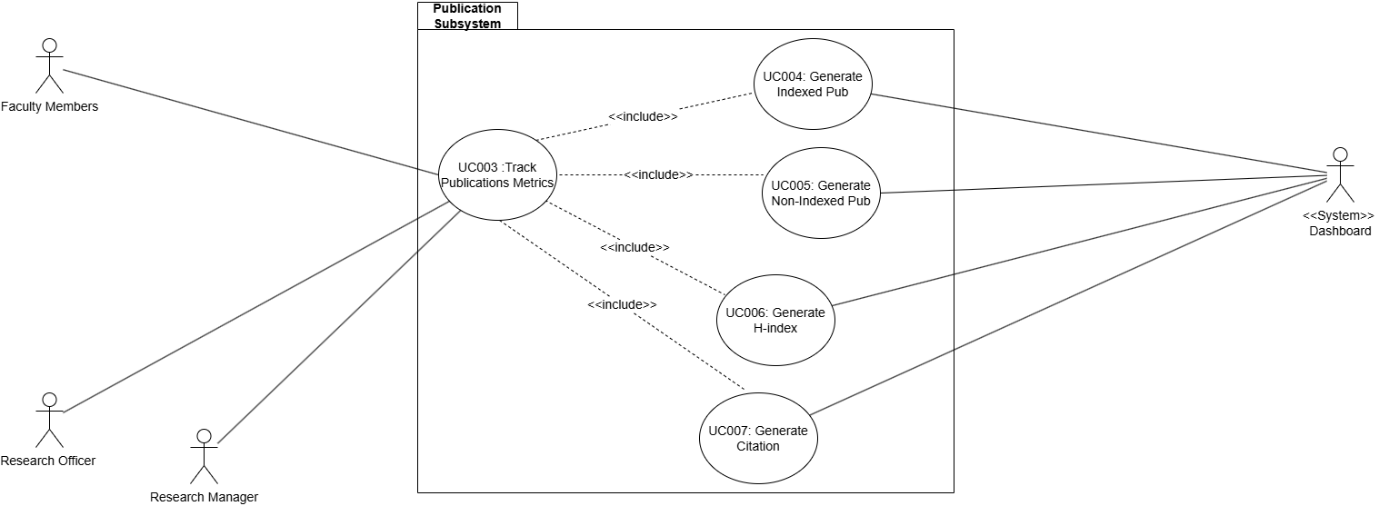 Publication
Subsystem
Faculty Members
UC004: Generate
Indexed Pub
<<include>>
UC003 :Track
Publications Metrics
<<include>>
UC005: Generate
Non-Indexed Pub
<<System>>
Dashboard
<<include>>
<<include>>
UC006: Generate
H-index
UC007: Generate
Citation
Research Officer
Research Manager